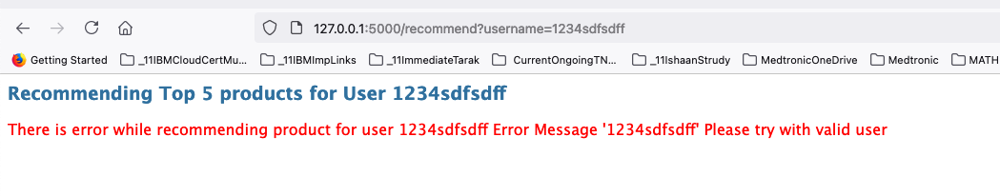 127.0.0.1:5000/recommend?username=1234sdfsdff
Getting Started _11IBMCloudCertMu... _11IBMImpLinks _11ImmediateTarak CurrentOngoingTN... _11IshaanStrudy MedtronicOneDrive Medtronic MATH
Recommending Top 5 products for User 1234sdfsdff
There is error while recommending product for user 1234sdfsdff Error Message '1234sdfsdff' Please try with valid user